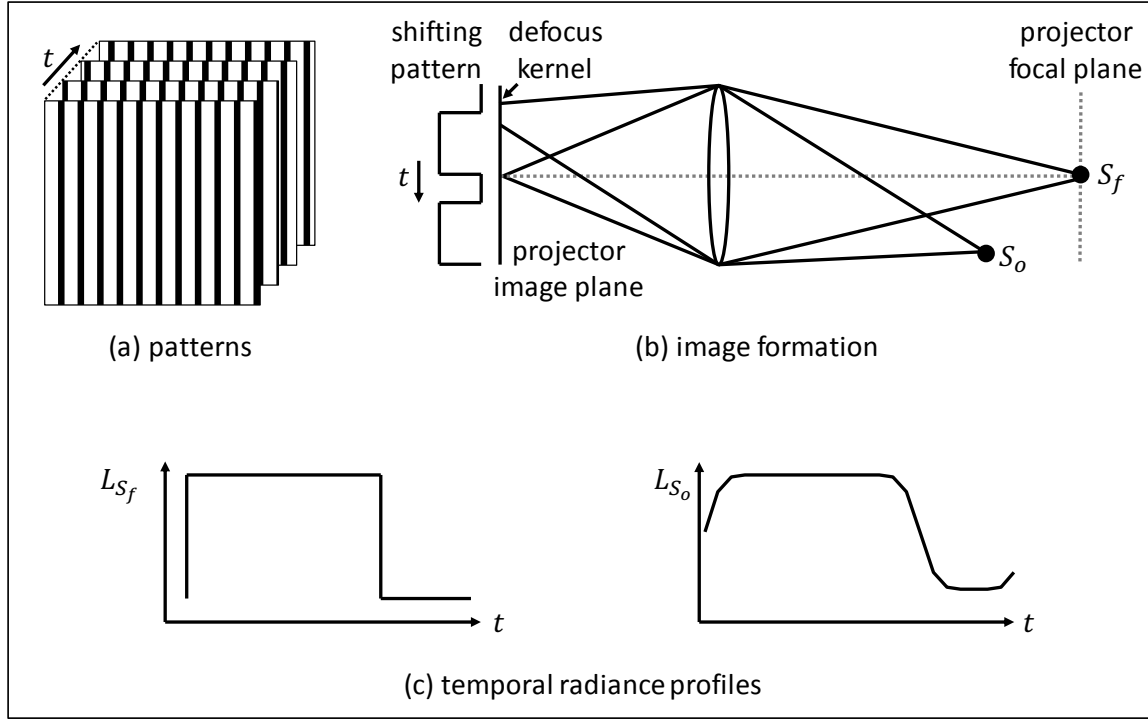 t
shifting
pattern
defocus
kernel
projector
focal plane
t
S_f
S_o
projector
image plane
(a) patterns
(b) image formation
L_{S_f}
t
L_{S_o}
t
(c) temporal radiance profiles